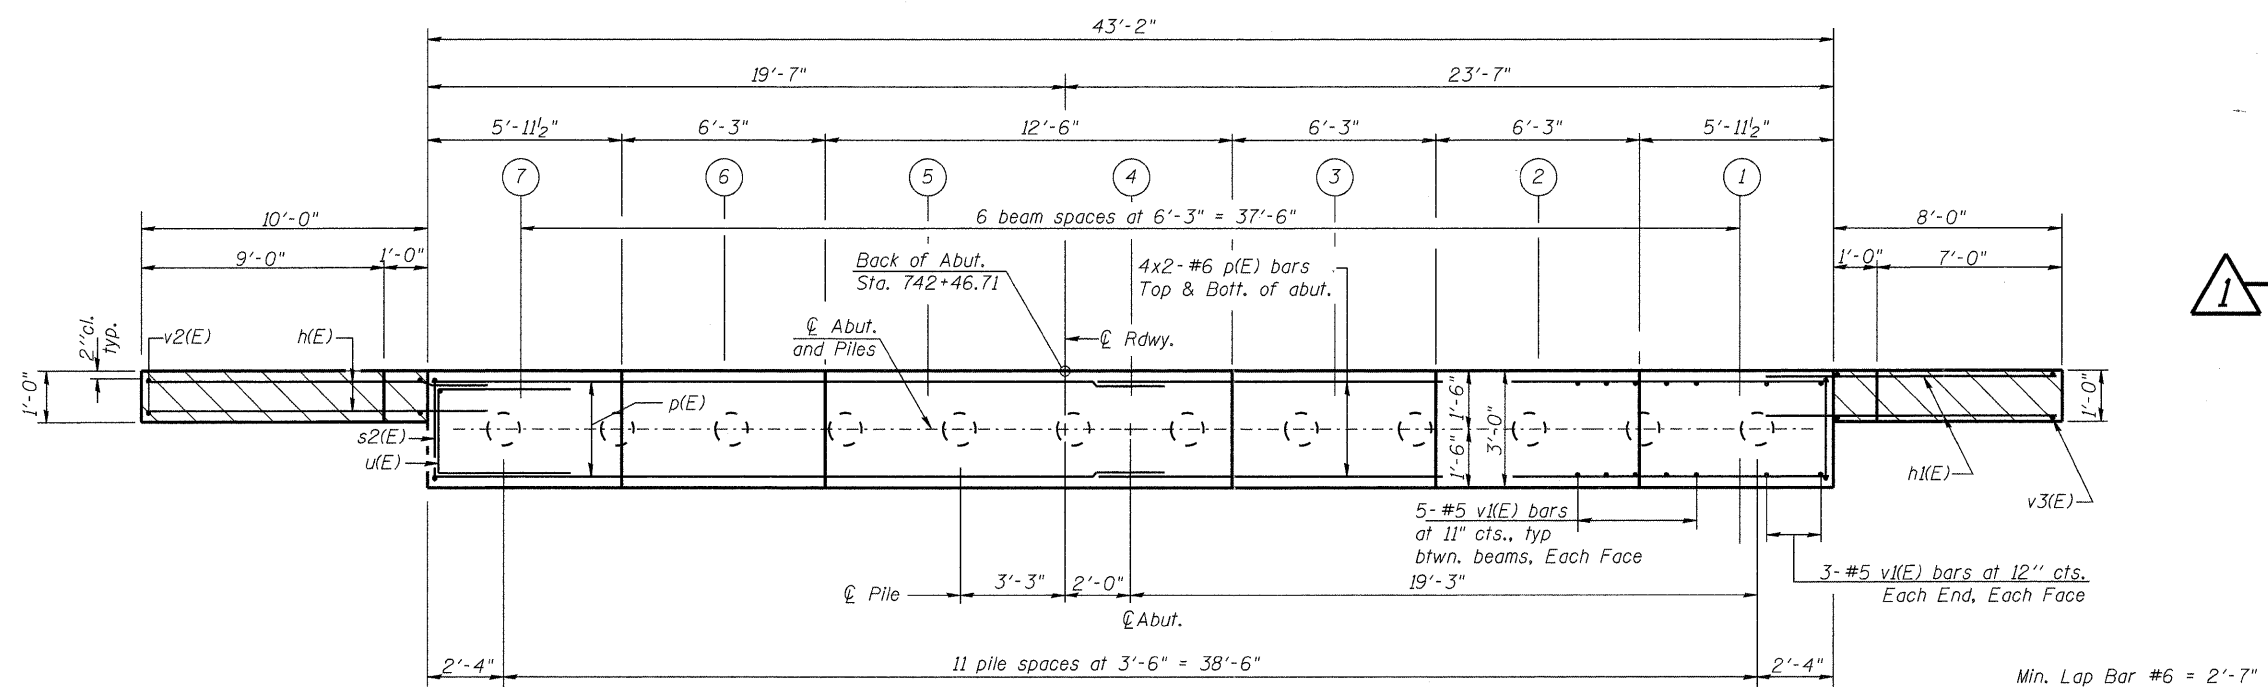 43'-2"
19'-7"
23'-7"
5'-11½"
6'-3"
12'-6"
6'-3"
6'-3"
5'-11½"
7
6
5
4
3
2
1
10'-0"
6 beam spaces at 6'-3" = 37'-6"
8'-0"
9'-0"
1'-0"
1'-0"
7'-0"
Back of Abut.
Sta. 742+46.71
4x2-#6 p(E) bars
Top & Bott. of abut.
1
2" cl.
typ.
v2(E)
h(E)
℄ Abut.
and Piles
℄ Rdwy.
1'-0"
p(E)
1'-6"
1'-6"
3'-0"
1'-0"
s2(E)
u(E)
h1(E)
v3(E)
5-#5 v1(E) bars
at 11" cts., typ
btwn. beams, Each Face
3-#5 v1(E) bars at 12" cts.
Each End, Each Face
℄ Pile
3'-3"
2'-0"
19'-3"
℄ Abut.
2'-4"
11 pile spaces at 3'-6" = 38'-6"
2'-4"
Min. Lap Bar #6 = 2'-7"